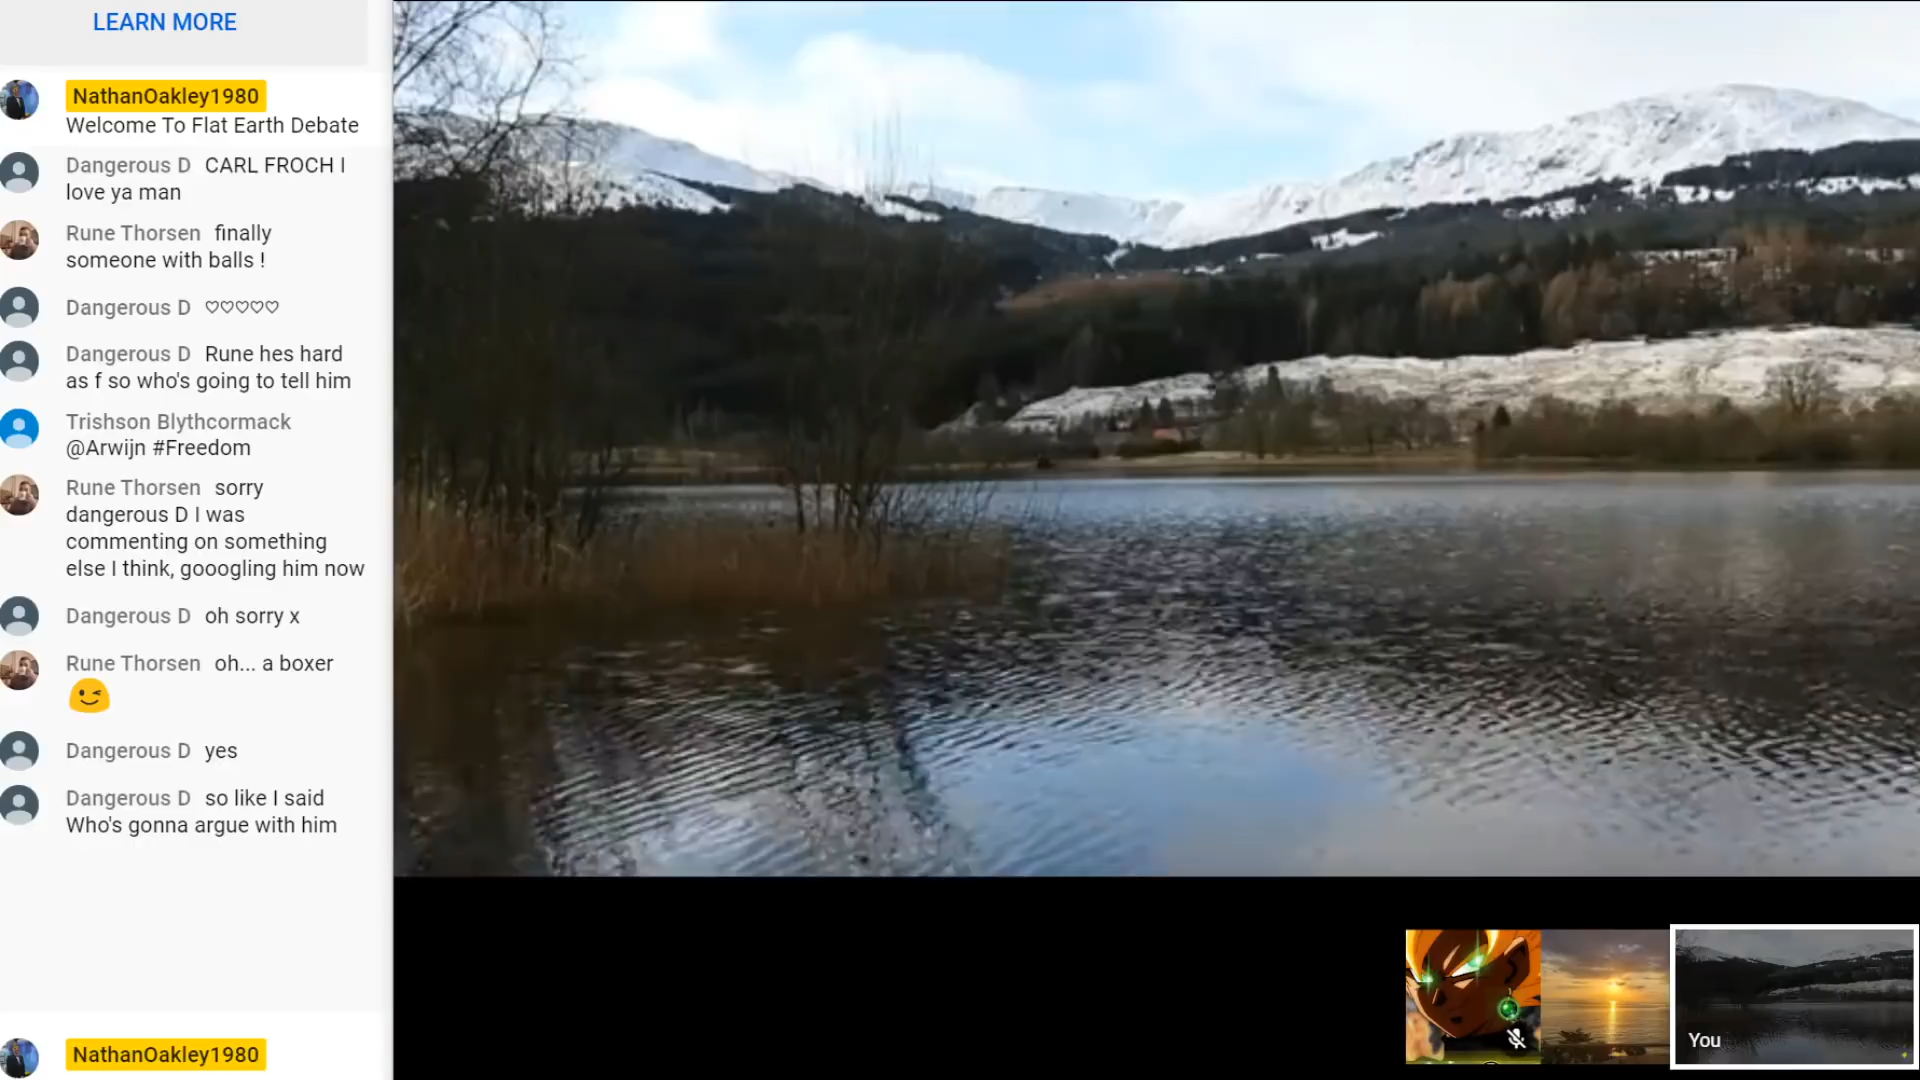 LEARN MORE
NathanOakley1980
Welcome To Flat Earth Debate
Dangerous D CARL FROCH I
love ya man
Rune Thorsen finally
someone with balls !
Dangerous D ♡♡♡♡♡
Dangerous D Rune hes hard
as f so who's going to tell him
Trishson Blythcormack
@Arwijn #Freedom
Rune Thorsen sorry
dangerous D I was
commenting on something
else I think, gooogling him now
Dangerous D oh sorry x
Rune Thorsen oh... a boxer
😉
Dangerous D yes
Dangerous D so like I said
Who's gonna argue with him
NathanOakley1980
You